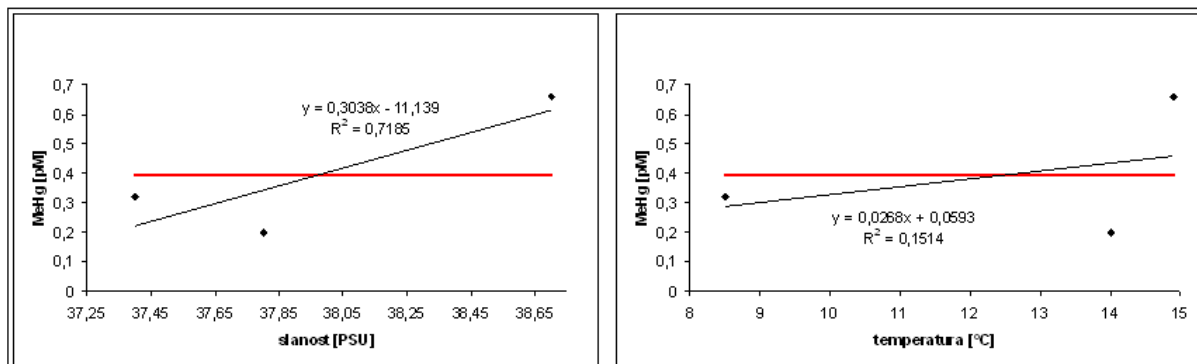 MeHg [pM]
0,7
0,6
0,5
0,4
0,3
0,2
0,1
0
y = 0,3038x - 11,139
R² = 0,7185
37,25 37,45 37,65 37,85 38,05 38,25 38,45 38,65
slanost [PSU]
MeHg [pM]
0,7
0,6
0,5
0,4
0,3
0,2
0,1
0
y = 0,0268x + 0,0593
R² = 0,1514
8 9 10 11 12 13 14 15
temperatura [°C]